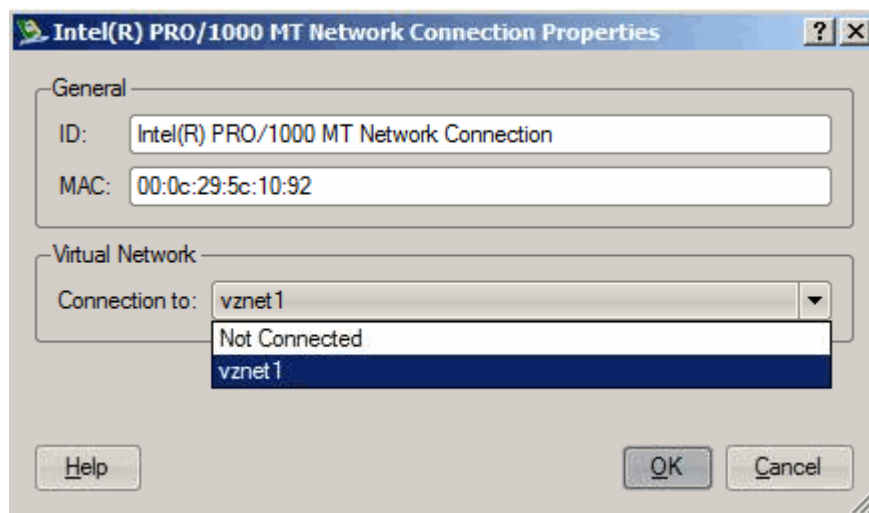 Intel(R) PRO/1000 MT Network Connection Properties
General
ID: Intel(R) PRO/1000 MT Network Connection
MAC: 00:0c:29:5c:10:92
Virtual Network
Connection to: vznet1
Not Connected
vznet1
Help OK Cancel